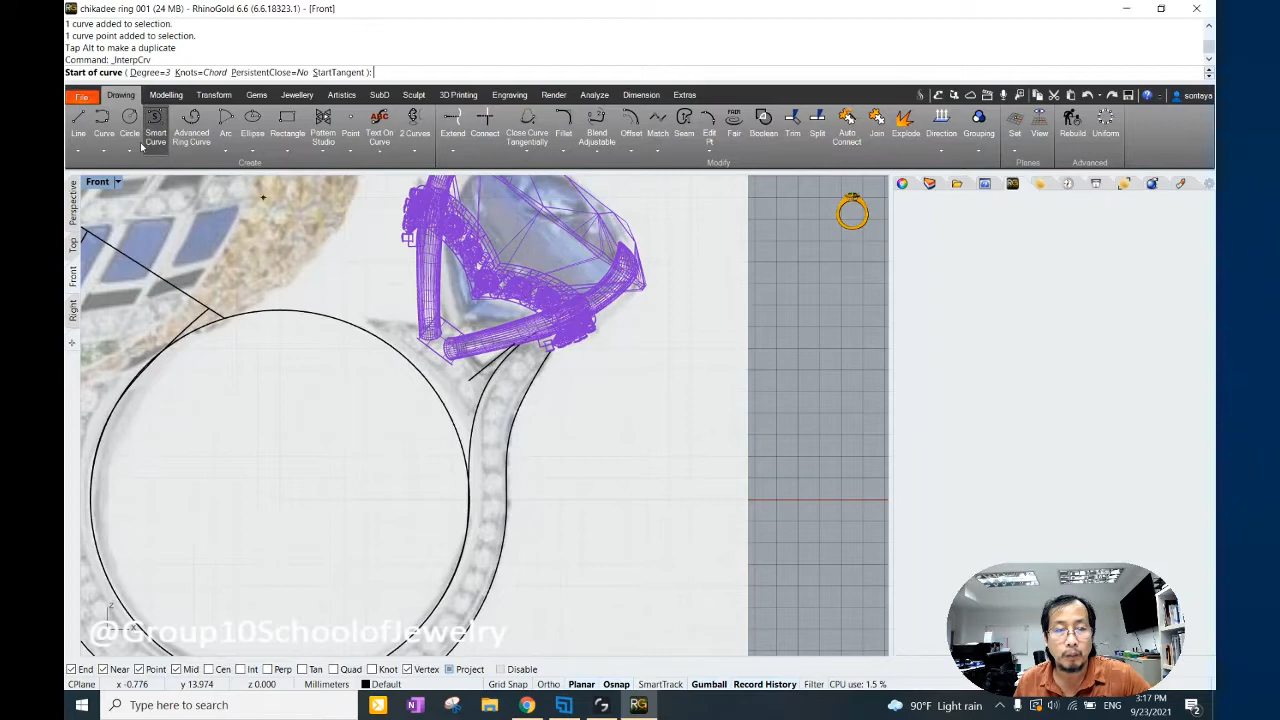 chikadee ring 001 (24 MB) - RhinoGold 6.6 (6.6.18323.1) - [Front]
1 curve added to selection.
1 curve point added to selection.
Tap Alt to make a duplicate
Command: _InterpCrv
Start of curve ( Degree=3 Knots=Chord PersistentClose=No StartTangent ):
File Drawing Modelling Transform Gems Jewellery Artistics SubD Sculpt 3D Printing Engraving Render Analyze Dimension Extras sontaya
Line Curve Circle Smart Curve Advanced Ring Curve Arc Ellipse Rectangle Pattern Studio Point Text On Curve 2 Curves Extend Connect Close Curve Tangentially Fillet Blend Adjustable Offset Match Seam Edit Pt Fair Boolean Trim Split Auto Connect Join Explode Direction Grouping Set View Rebuild Uniform
ABC
FAIR
Create Modify Planes Advanced
Front
Perspective
Top
Front
Right
RG
z
x
@Group10SchoolofJewelry
End Near Point Mid Cen Int Perp Tan Quad Knot Vertex Project Disable
CPlane x -0.776 y 13.974 z 0.000 Millimeters Default Grid Snap Ortho Planar Osnap SmartTrack Gumball Record History Filter CPU use: 1.5 %
Type here to search
RG
90°F Light rain ENG 3:17 PM
9/23/2021
2